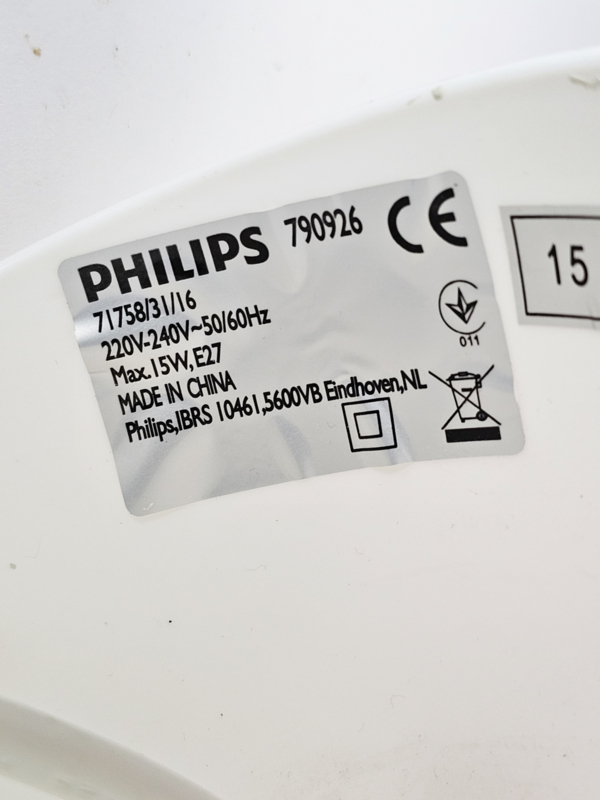 PHILIPS 790926 CE
71758/31/16
220V-240V~50/60Hz
Max.15W,E27
MADE IN CHINA
Philips,IBRS 10461,5600VB Eindhoven,NL
011
15